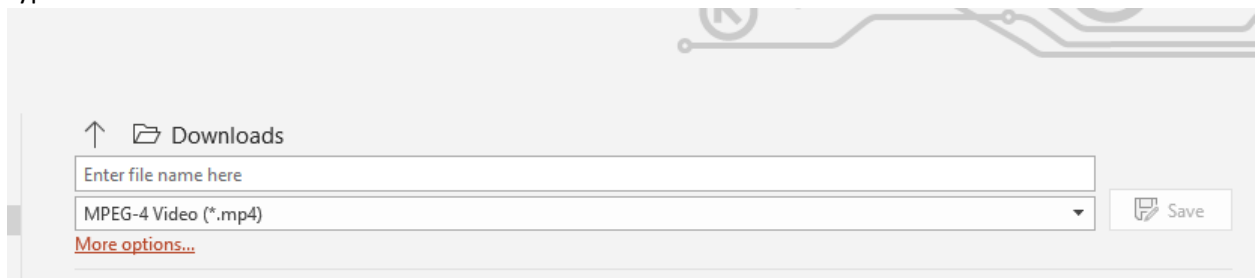 Downloads
Enter file name here
MPEG-4 Video (*.mp4)
Save
More options...